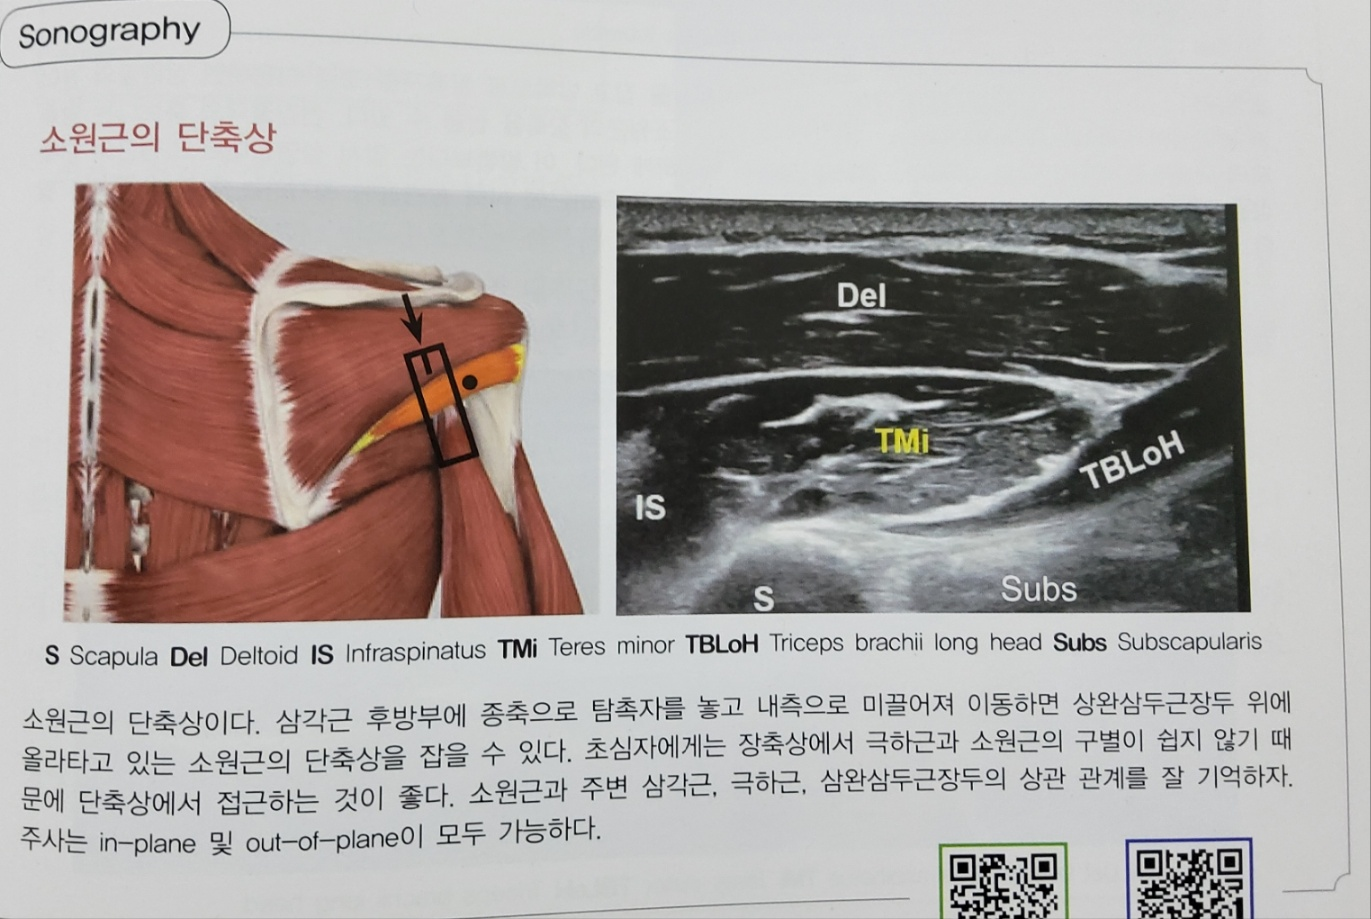 Sonography
소원근의 단축상
Del
TMi
TBLoH
IS
S
Subs
S Scapula Del Deltoid IS Infraspinatus TMi Teres minor TBLoH Triceps brachii long head Subs Subscapularis
소원근의 단축상이다. 삼각근 후방부에 종축으로 탐촉자를 놓고 내측으로 미끌어져 이동하면 상완삼두근장두 위에
올라타고 있는 소원근의 단축상을 잡을 수 있다. 초심자에게는 장축상에서 극하근과 소원근의 구별이 쉽지 않기 때
문에 단축상에서 접근하는 것이 좋다. 소원근과 주변 삼각근, 극하근, 삼완삼두근장두의 상관 관계를 잘 기억하자.
주사는 in-plane 및 out-of-plane이 모두 가능하다.